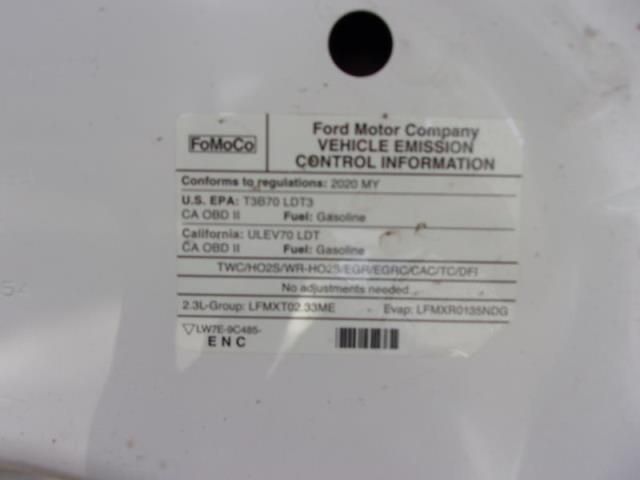 FoMoCo
Ford Motor Company
VEHICLE EMISSION
CONTROL INFORMATION
Conforms to regulations: 2020 MY
U.S. EPA: T3B70 LDT3
CA OBD II Fuel: Gasoline
California: ULEV70 LDT
CA OBD II Fuel: Gasoline
TWC/HO2S/WR-HO2S/EGR/EGRC/CAC/TC/DFI
No adjustments needed
2.3L-Group: LFMXT02.33ME Evap: LFMXR0135NDG
LW7E-9C485-
ENC